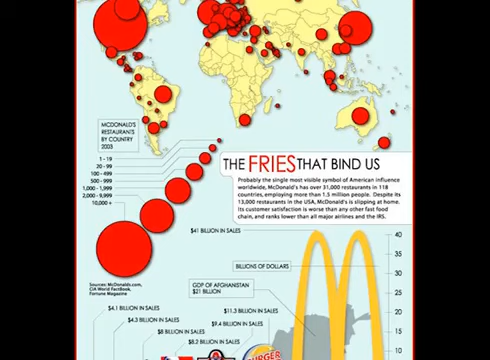 McDONALD'S
RESTAURANTS
BY COUNTRY
2003
1 - 19
20 - 99
100 - 499
500 - 999
1,000 - 1,999
2,000 - 9,999
10,000 +
THE FRIES THAT BIND US
Probably the single most visible symbol of American influence
worldwide, McDonald's has over 31,000 restaurants in 118
countries, employing more than 1.5 million people. Despite its
13,000 restaurants in the USA, McDonald's is slipping at home.
Its customer satisfaction is worse than any other fast food
chain, and ranks lower than all major airlines and the IRS.
$41 BILLION IN SALES
40
BILLIONS OF DOLLARS
35
30
GDP OF AFGHANISTAN
$21 BILLION
25
20
15
10
Sources: McDonalds.com,
CIA World FactBook,
Fortune Magazine
$4.1 BILLION IN SALES
$4.3 BILLION IN SALES
$8 BILLION IN SALES
$8.2 BILLION IN SALES
$9.4 BILLION IN SALES
$11.3 BILLION IN SALES
BURGER